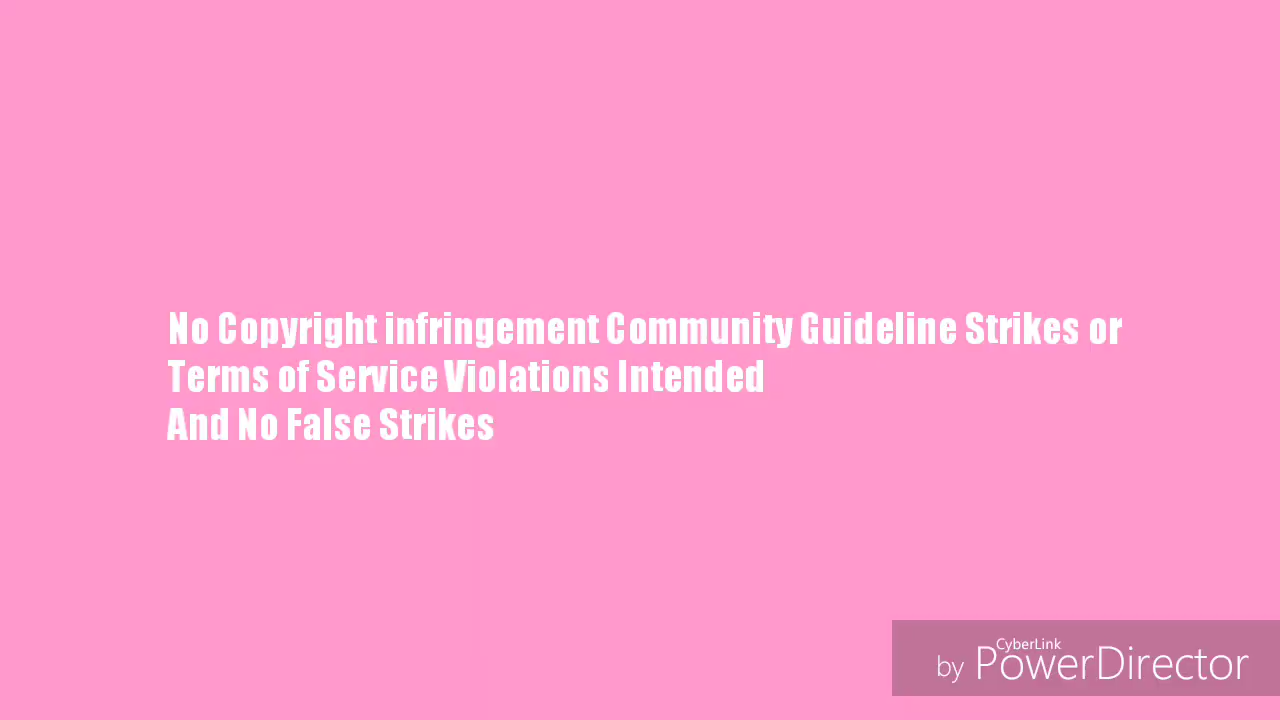 No Copyright infringement Community Guideline Strikes or
Terms of Service Violations Intended
And No False Strikes
CyberLink
by PowerDirector